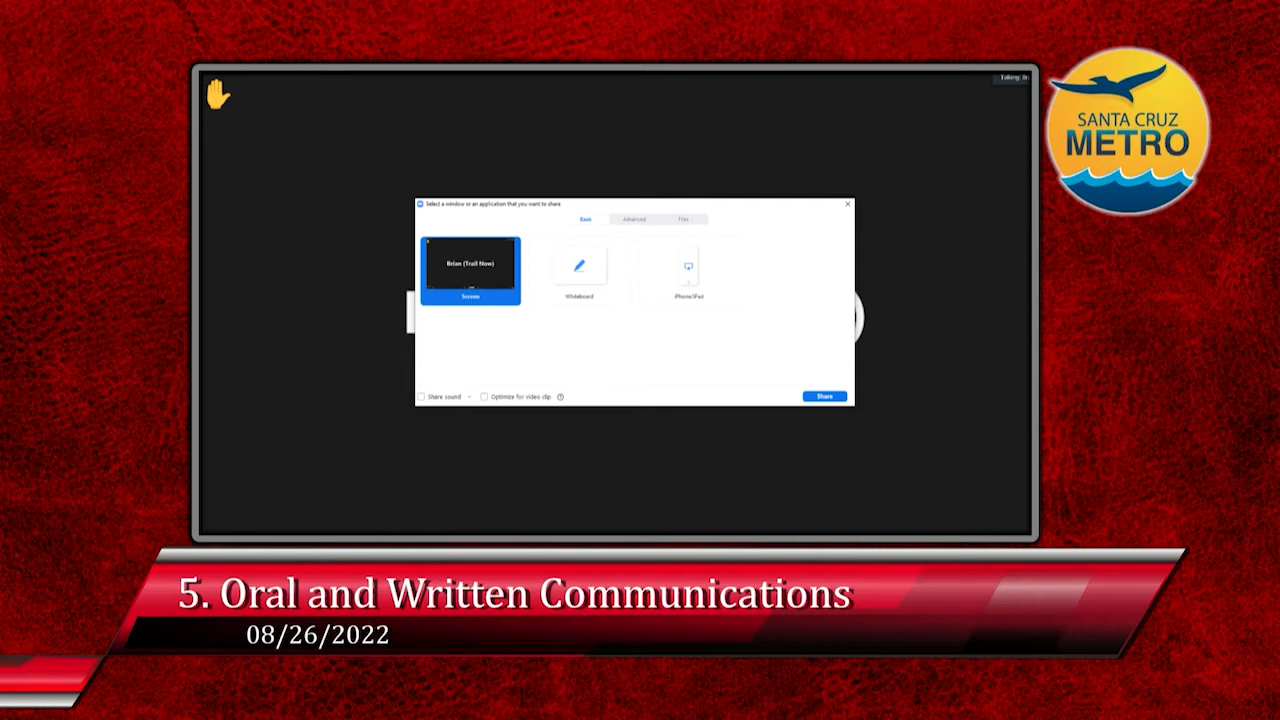 Talking: Br
SANTA CRUZ
METRO
Select a window or an application that you want to share
Basic
Advanced
Files
Brian (Trail Now)
Screen
Whiteboard
iPhone/iPad
Share sound
Optimize for video clip
Share
5. Oral and Written Communications
08/26/2022